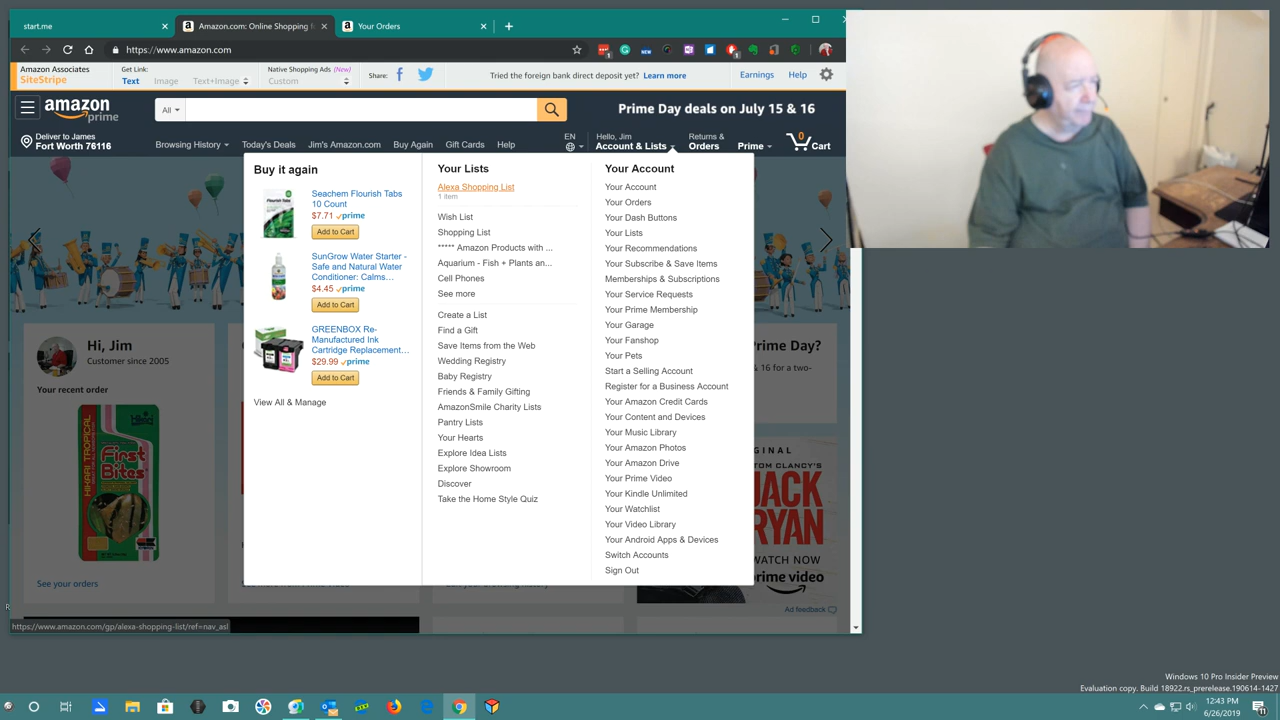 start.me
Amazon.com: Online Shopping f
Your Orders
https://www.amazon.com
Amazon Associates
SiteStripe
Get Link:
Text
Image
Text+Image
Native Shopping Ads (New)
Custom
Share:
Tried the foreign bank direct deposit yet? Learn more
Earnings
Help
amazon
prime
All
Prime Day deals on July 15 & 16
Deliver to James
Fort Worth 76116
Browsing History
Today's Deals
Jim's Amazon.com
Buy Again
Gift Cards
Help
EN
Hello, Jim
Account & Lists
Returns &
Orders
Prime
0
Cart
Buy it again
Seachem Flourish Tabs
10 Count
$7.71 prime
Add to Cart
SunGrow Water Starter -
Safe and Natural Water
Conditioner: Calms…
$4.45 prime
Add to Cart
GREENBOX Re-
Manufactured Ink
Cartridge Replacement…
$29.99 prime
Add to Cart
View All & Manage
Your Lists
Alexa Shopping List
1 item
Wish List
Shopping List
***** Amazon Products with ...
Aquarium - Fish + Plants an...
Cell Phones
See more
Create a List
Find a Gift
Save Items from the Web
Wedding Registry
Baby Registry
Friends & Family Gifting
AmazonSmile Charity Lists
Pantry Lists
Your Hearts
Explore Idea Lists
Explore Showroom
Discover
Take the Home Style Quiz
Your Account
Your Account
Your Orders
Your Dash Buttons
Your Lists
Your Recommendations
Your Subscribe & Save Items
Memberships & Subscriptions
Your Service Requests
Your Prime Membership
Your Garage
Your Fanshop
Your Pets
Start a Selling Account
Register for a Business Account
Your Amazon Credit Cards
Your Content and Devices
Your Music Library
Your Amazon Photos
Your Amazon Drive
Your Prime Video
Your Kindle Unlimited
Your Watchlist
Your Video Library
Your Android Apps & Devices
Switch Accounts
Sign Out
Hi, Jim
Customer since 2005
Your recent order
HIKARI TROPICAL
First
Bites
See your orders
Prime Day?
& 16 for a two-
GINAL
TOM CLANCY'S
JACK
RYAN
WATCH NOW
prime video
Ad feedback
https://www.amazon.com/gp/alexa-shopping-list/ref=nav_asl
Windows 10 Pro Insider Preview
Evaluation copy. Build 18922.rs_prerelease.190614-1427
12:43 PM
6/26/2019
11